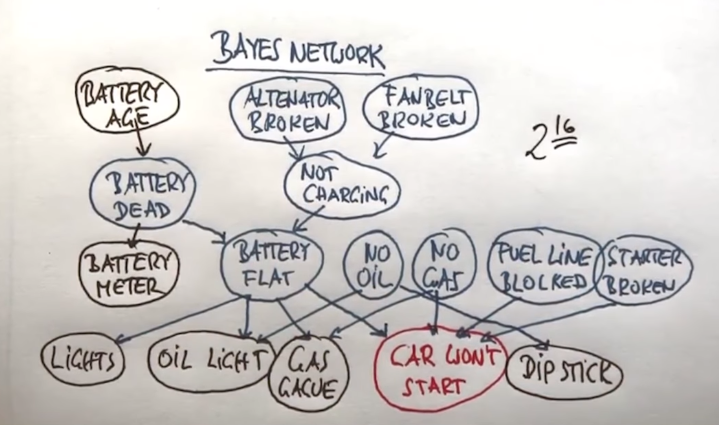 BAYES NETWORK
BATTERY
AGE
ALTENATOR
BROKEN
FANBELT
BROKEN
2^16
BATTERY
DEAD
NOT
CHARGING
BATTERY
METER
BATTERY
FLAT
NO
OIL
NO
GAS
FUEL LINE
BLOCKED
STARTER
BROKEN
LIGHTS
OIL LIGHT
GAS
GAGUE
CAR WON'T
START
DIP STICK